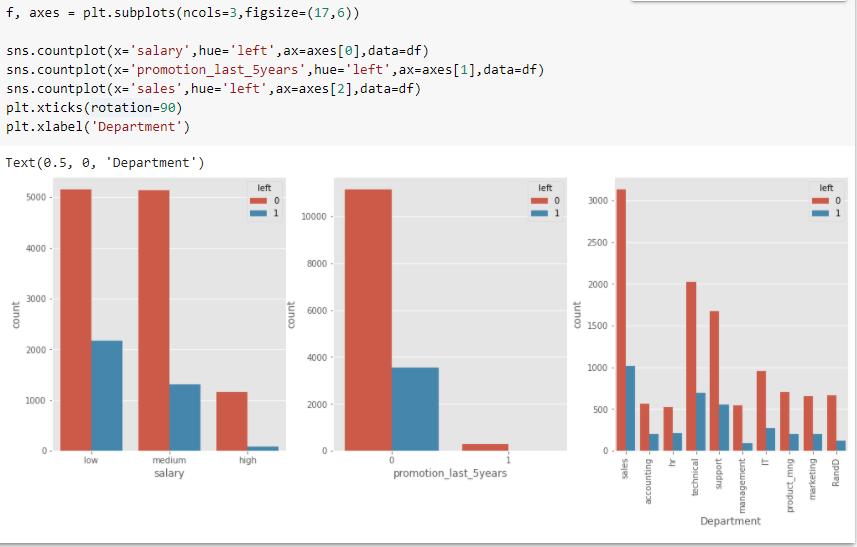 f, axes = plt.subplots(ncols=3,figsize=(17,6))
sns.countplot(x='salary',hue='left',ax=axes[0],data=df)
sns.countplot(x='promotion_last_5years',hue='left',ax=axes[1],data=df)
sns.countplot(x='sales',hue='left',ax=axes[2],data=df)
plt.xticks(rotation=90)
plt.xlabel('Department')
Text(0.5, 0, 'Department')
left
0
1
5000
4000
3000
2000
1000
0
count
low medium high
salary
left
0
1
10000
8000
6000
4000
2000
0
count
0 1
promotion_last_5years
left
0
1
3000
2500
2000
1500
1000
500
0
count
sales
accounting
hr
technical
support
management
IT
product_mng
marketing
RandD
Department